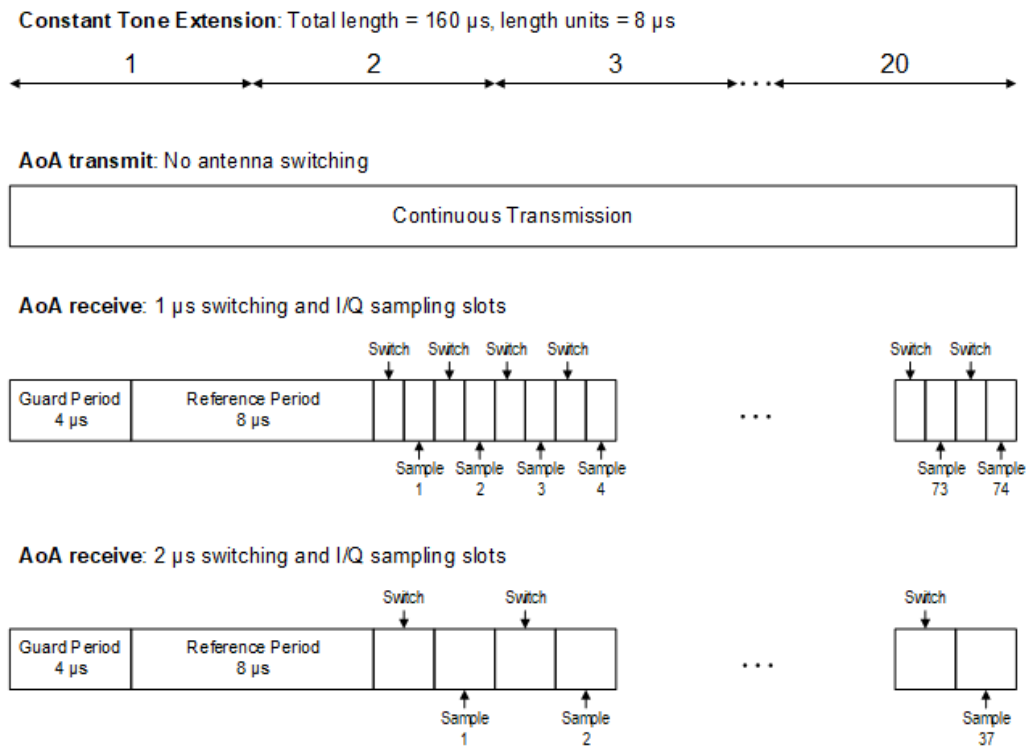 Constant Tone Extension: Total length = 160 µs, length units = 8 µs
1 2 3 ... 20
AoA transmit: No antenna switching
Continuous Transmission
AoA receive: 1 µs switching and I/Q sampling slots
Switch Switch Switch Switch Switch Switch
Guard Period Reference Period
4 µs 8 µs
...
Sample Sample Sample Sample Sample Sample
1 2 3 4 73 74
AoA receive: 2 µs switching and I/Q sampling slots
Switch Switch Switch
Guard Period Reference Period
4 µs 8 µs
...
Sample Sample Sample
1 2 37